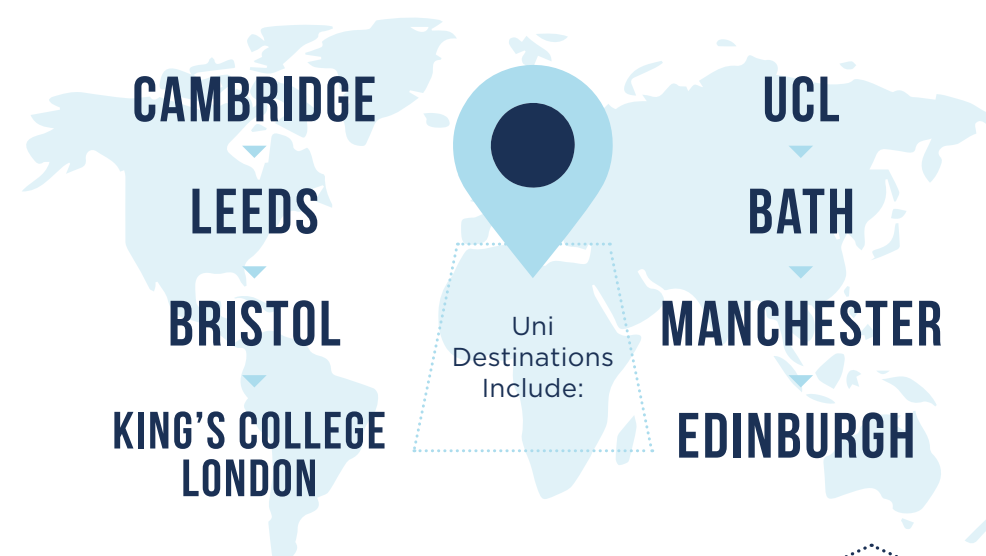 CAMBRIDGE
LEEDS
BRISTOL
KING'S COLLEGE
LONDON
Uni
Destinations
Include:
UCL
BATH
MANCHESTER
EDINBURGH